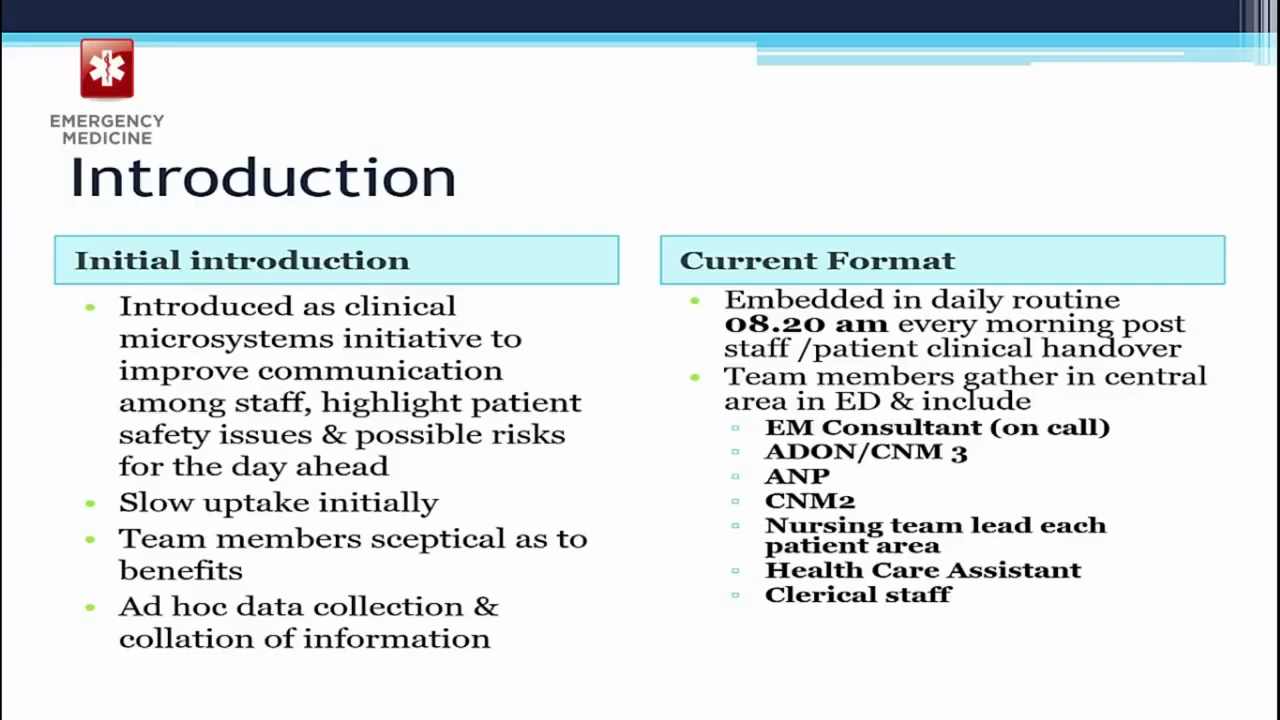 EMERGENCY
MEDICINE
Introduction
Initial introduction
• Introduced as clinical
microsystems initiative to
improve communication
among staff, highlight patient
safety issues & possible risks
for the day ahead
• Slow uptake initially
• Team members sceptical as to
benefits
• Ad hoc data collection &
collation of information
Current Format
• Embedded in daily routine
08.20 am every morning post
staff /patient clinical handover
• Team members gather in central
area in ED & include
▫ EM Consultant (on call)
▫ ADON/CNM 3
▫ ANP
▫ CNM2
▫ Nursing team lead each
patient area
▫ Health Care Assistant
▫ Clerical staff